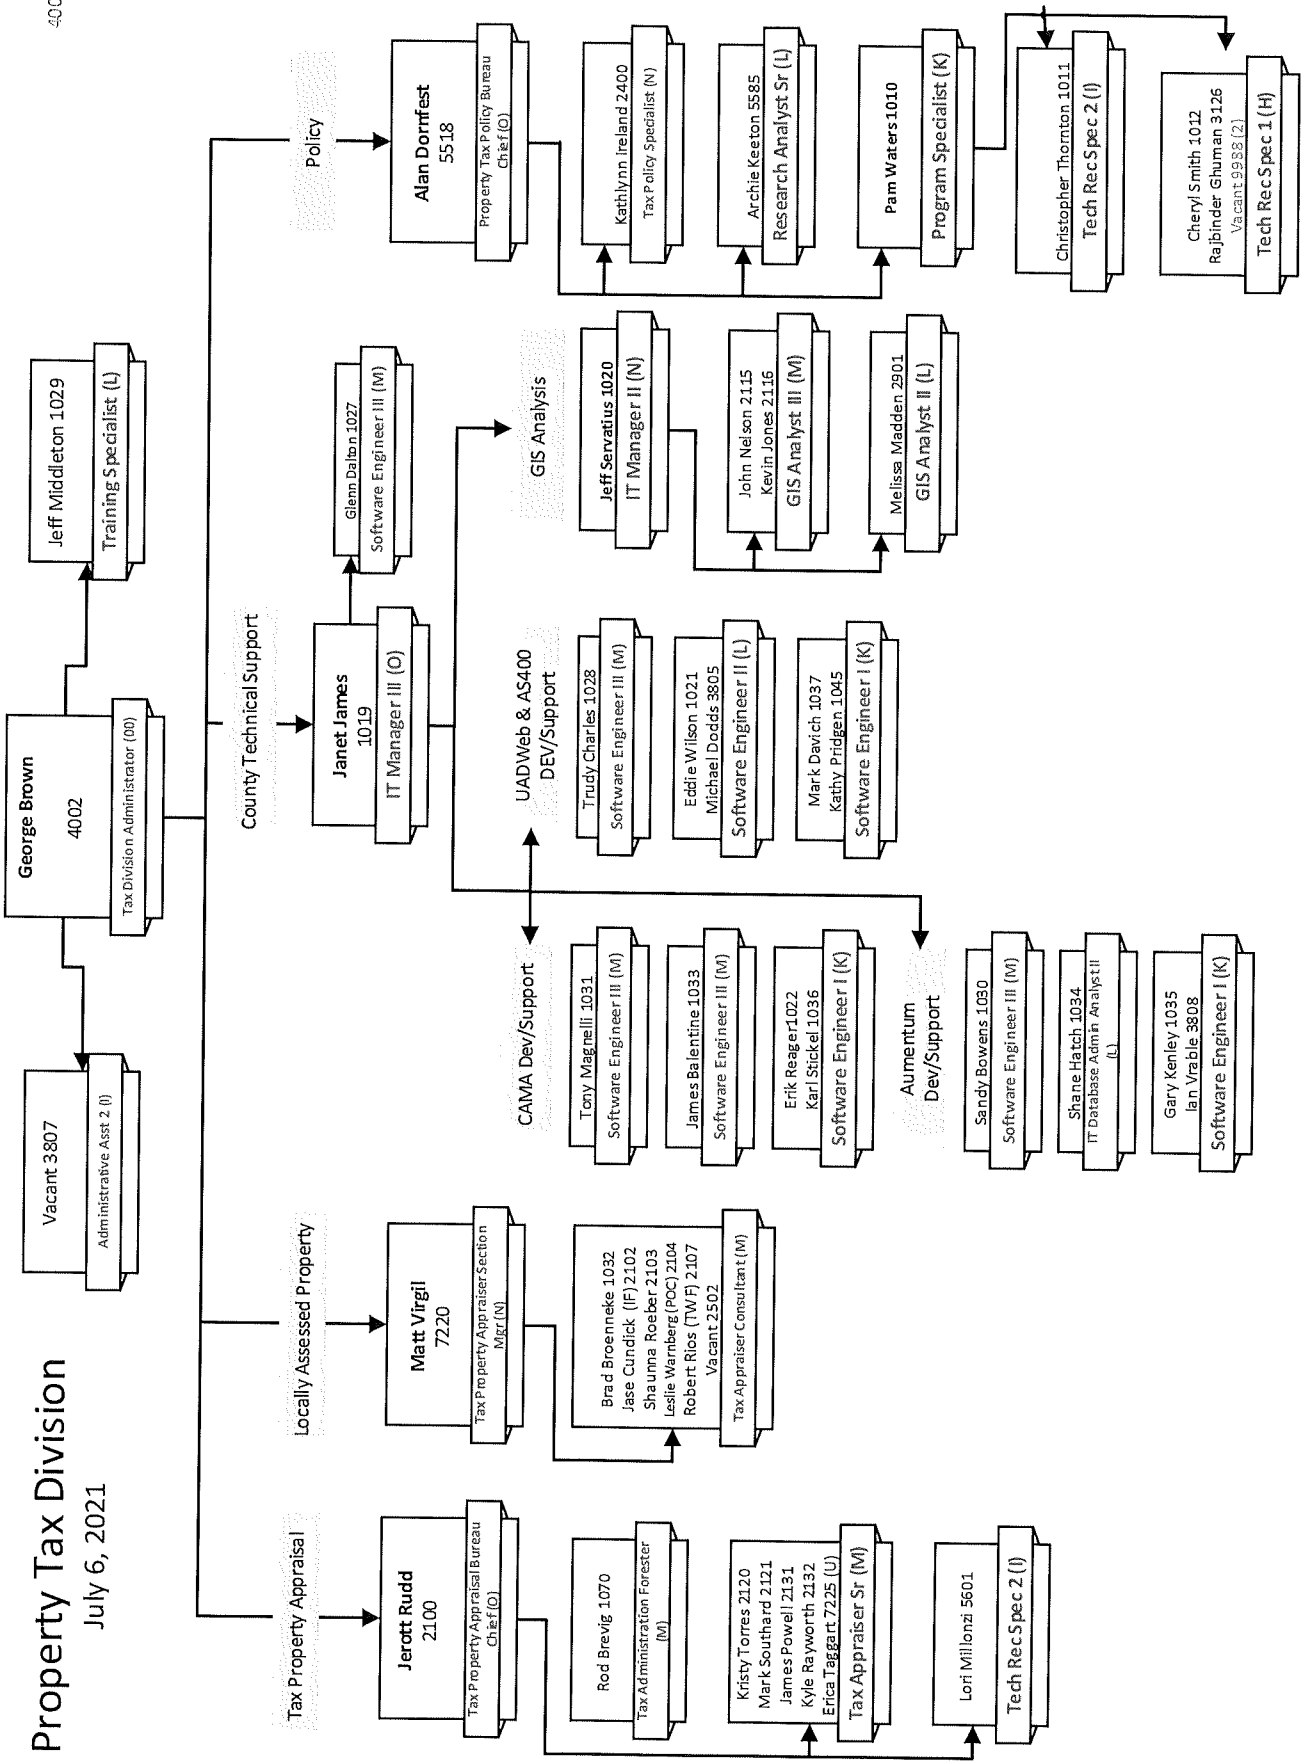 Property Tax Division
July 6, 2021
400
George Brown
4002
Tax Division Administrator (00)
Vacant 3807
Administrative Asst 2 (I)
Jeff Middleton 1029
Training Specialist (L)
Tax Property Appraisal
Jerott Rudd
2100
Tax Property Appraisal Bureau
Chief (O)
Rod Brevig 1070
Tax Administration Forester
(M)
Kristy Torres 2120
Mark Southard 2121
James Powell 2131
Kyle Rayworth 2132
Erica Taggart 7225 (U)
Tax Appraiser Sr (M)
Lori Millonzi 5601
Tech Rec Spec 2 (I)
Locally Assessed Property
Matt Virgil
7220
Tax Property Appraiser Section
Mgr (N)
Brad Broenneke 1032
Jase Cundick (IF) 2102
Shaunna Roeber 2103
Leslie Warnberg (POC) 2104
Robert Rios (TWF) 2107
Vacant 2502
Tax Appraiser Consultant (M)
County Technical Support
Janet James
1019
IT Manager III (O)
Glenn Dalton 1027
Software Engineer III (M)
CAMA Dev/Support
Tony Magnelli 1031
Software Engineer III (M)
James Balentine 1033
Software Engineer III (M)
Erik Reager 1022
Karl Stickel 1036
Software Engineer I (K)
Aumentum
Dev/Support
Sandy Bowens 1030
Software Engineer III (M)
Shane Hatch 1034
IT Database Admin Analyst II
(L)
Gary Kenley 1035
Ian Vrable 3808
Software Engineer I (K)
UADWeb & AS400
DEV/Support
Trudy Charles 1028
Software Engineer III (M)
Eddie Wilson 1021
Michael Dodds 3805
Software Engineer II (L)
Mark Davich 1037
Kathy Pridgen 1045
Software Engineer I (K)
GIS Analysis
Jeff Servatius 1020
IT Manager II (N)
John Nelson 2115
Kevin Jones 2116
GIS Analyst III (M)
Melissa Madden 2901
GIS Analyst II (L)
Policy
Alan Dornfest
5518
Property Tax Policy Bureau
Chief (O)
Kathlynn Ireland 2400
Tax Policy Specialist (N)
Archie Keeton 5585
Research Analyst Sr (L)
Pam Waters 1010
Program Specialist (K)
Christopher Thornton 1011
Tech Rec Spec 2 (I)
Cheryl Smith 1012
Rajbinder Ghuman 3126
Vacant 9988 (2)
Tech Rec Spec 1 (H)